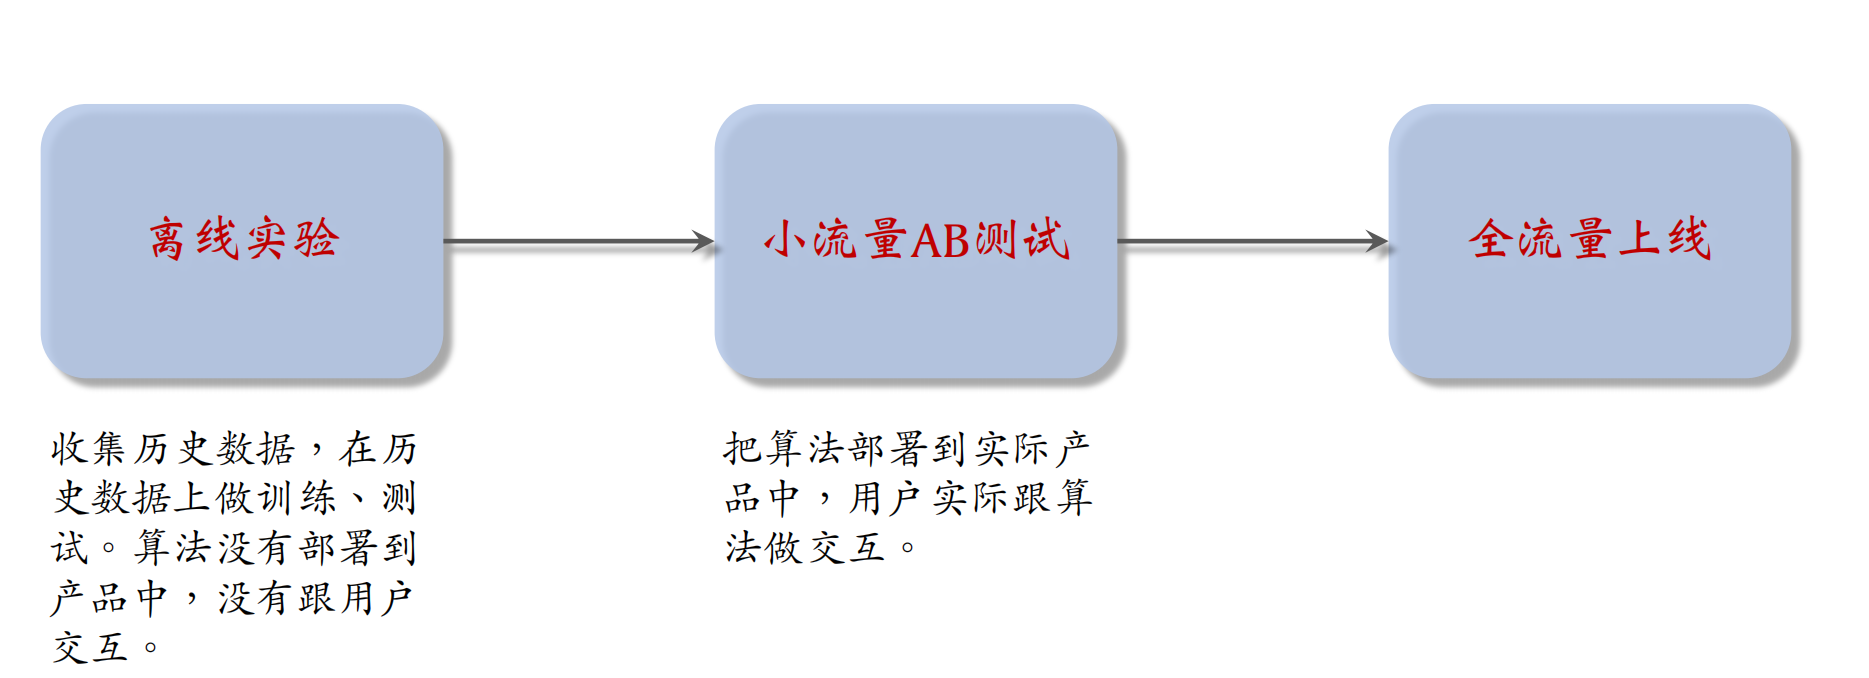 离线实验
小流量AB测试
全流量上线
收集历史数据，在历
史数据上做训练、测
试。算法没有部署到
产品中，没有跟用户
交互。
把算法部署到实际产
品中，用户实际跟算
法做交互。